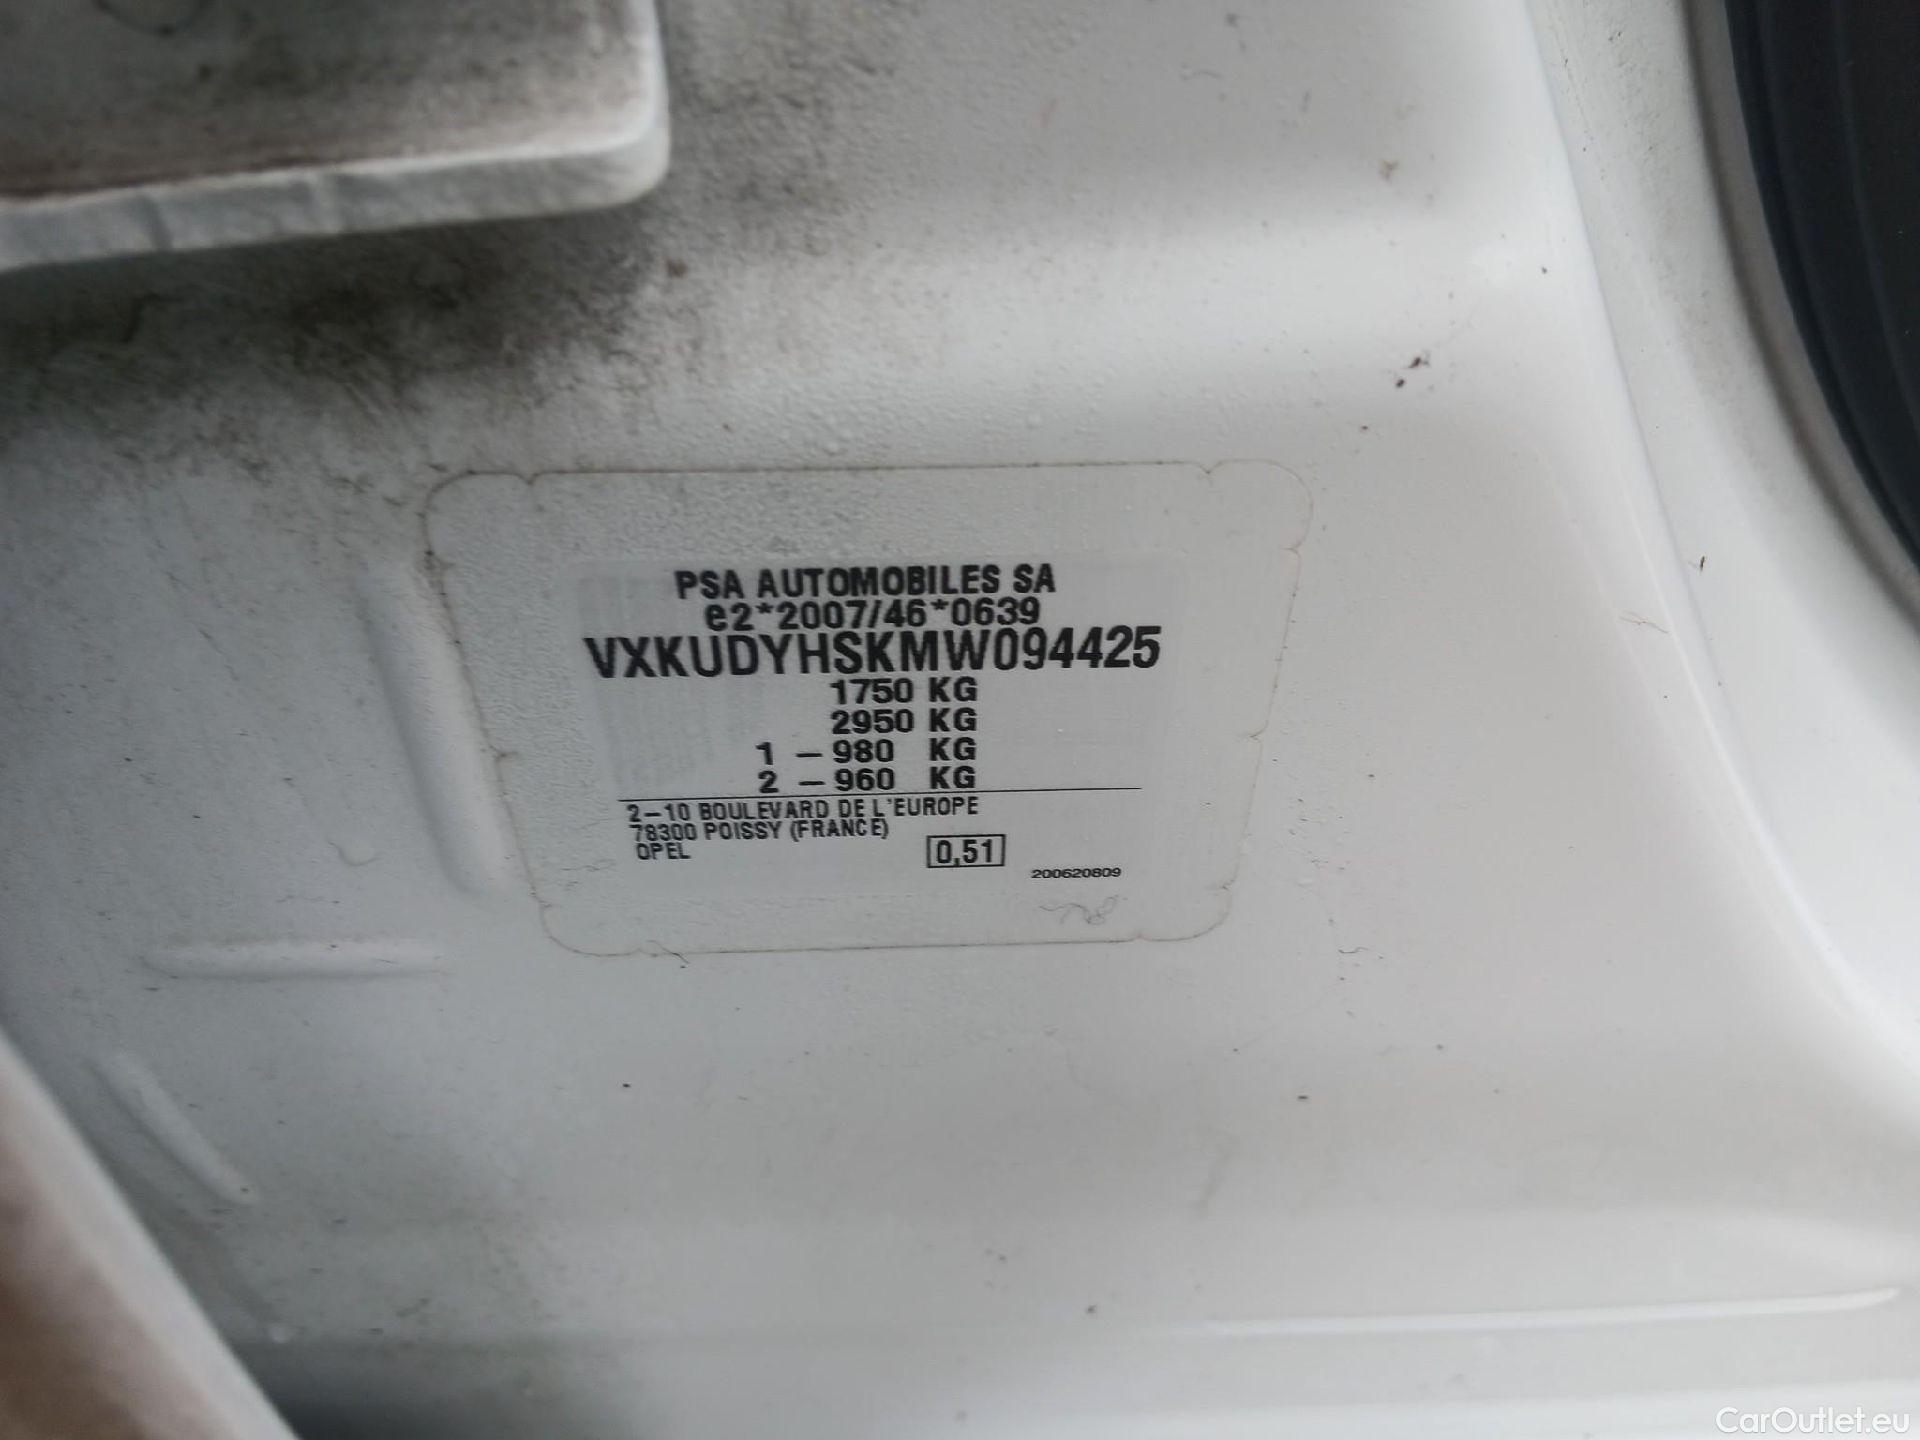 PSA AUTOMOBILES SA
e2*2007/46*0639
VXKUDYHSKMW094425
1750 KG
2950 KG
1 – 980 KG
2 – 960 KG
2–10 BOULEVARD DE L'EUROPE
78300 POISSY (FRANCE)
OPEL
0,51
200620809
CarOutlet.eu